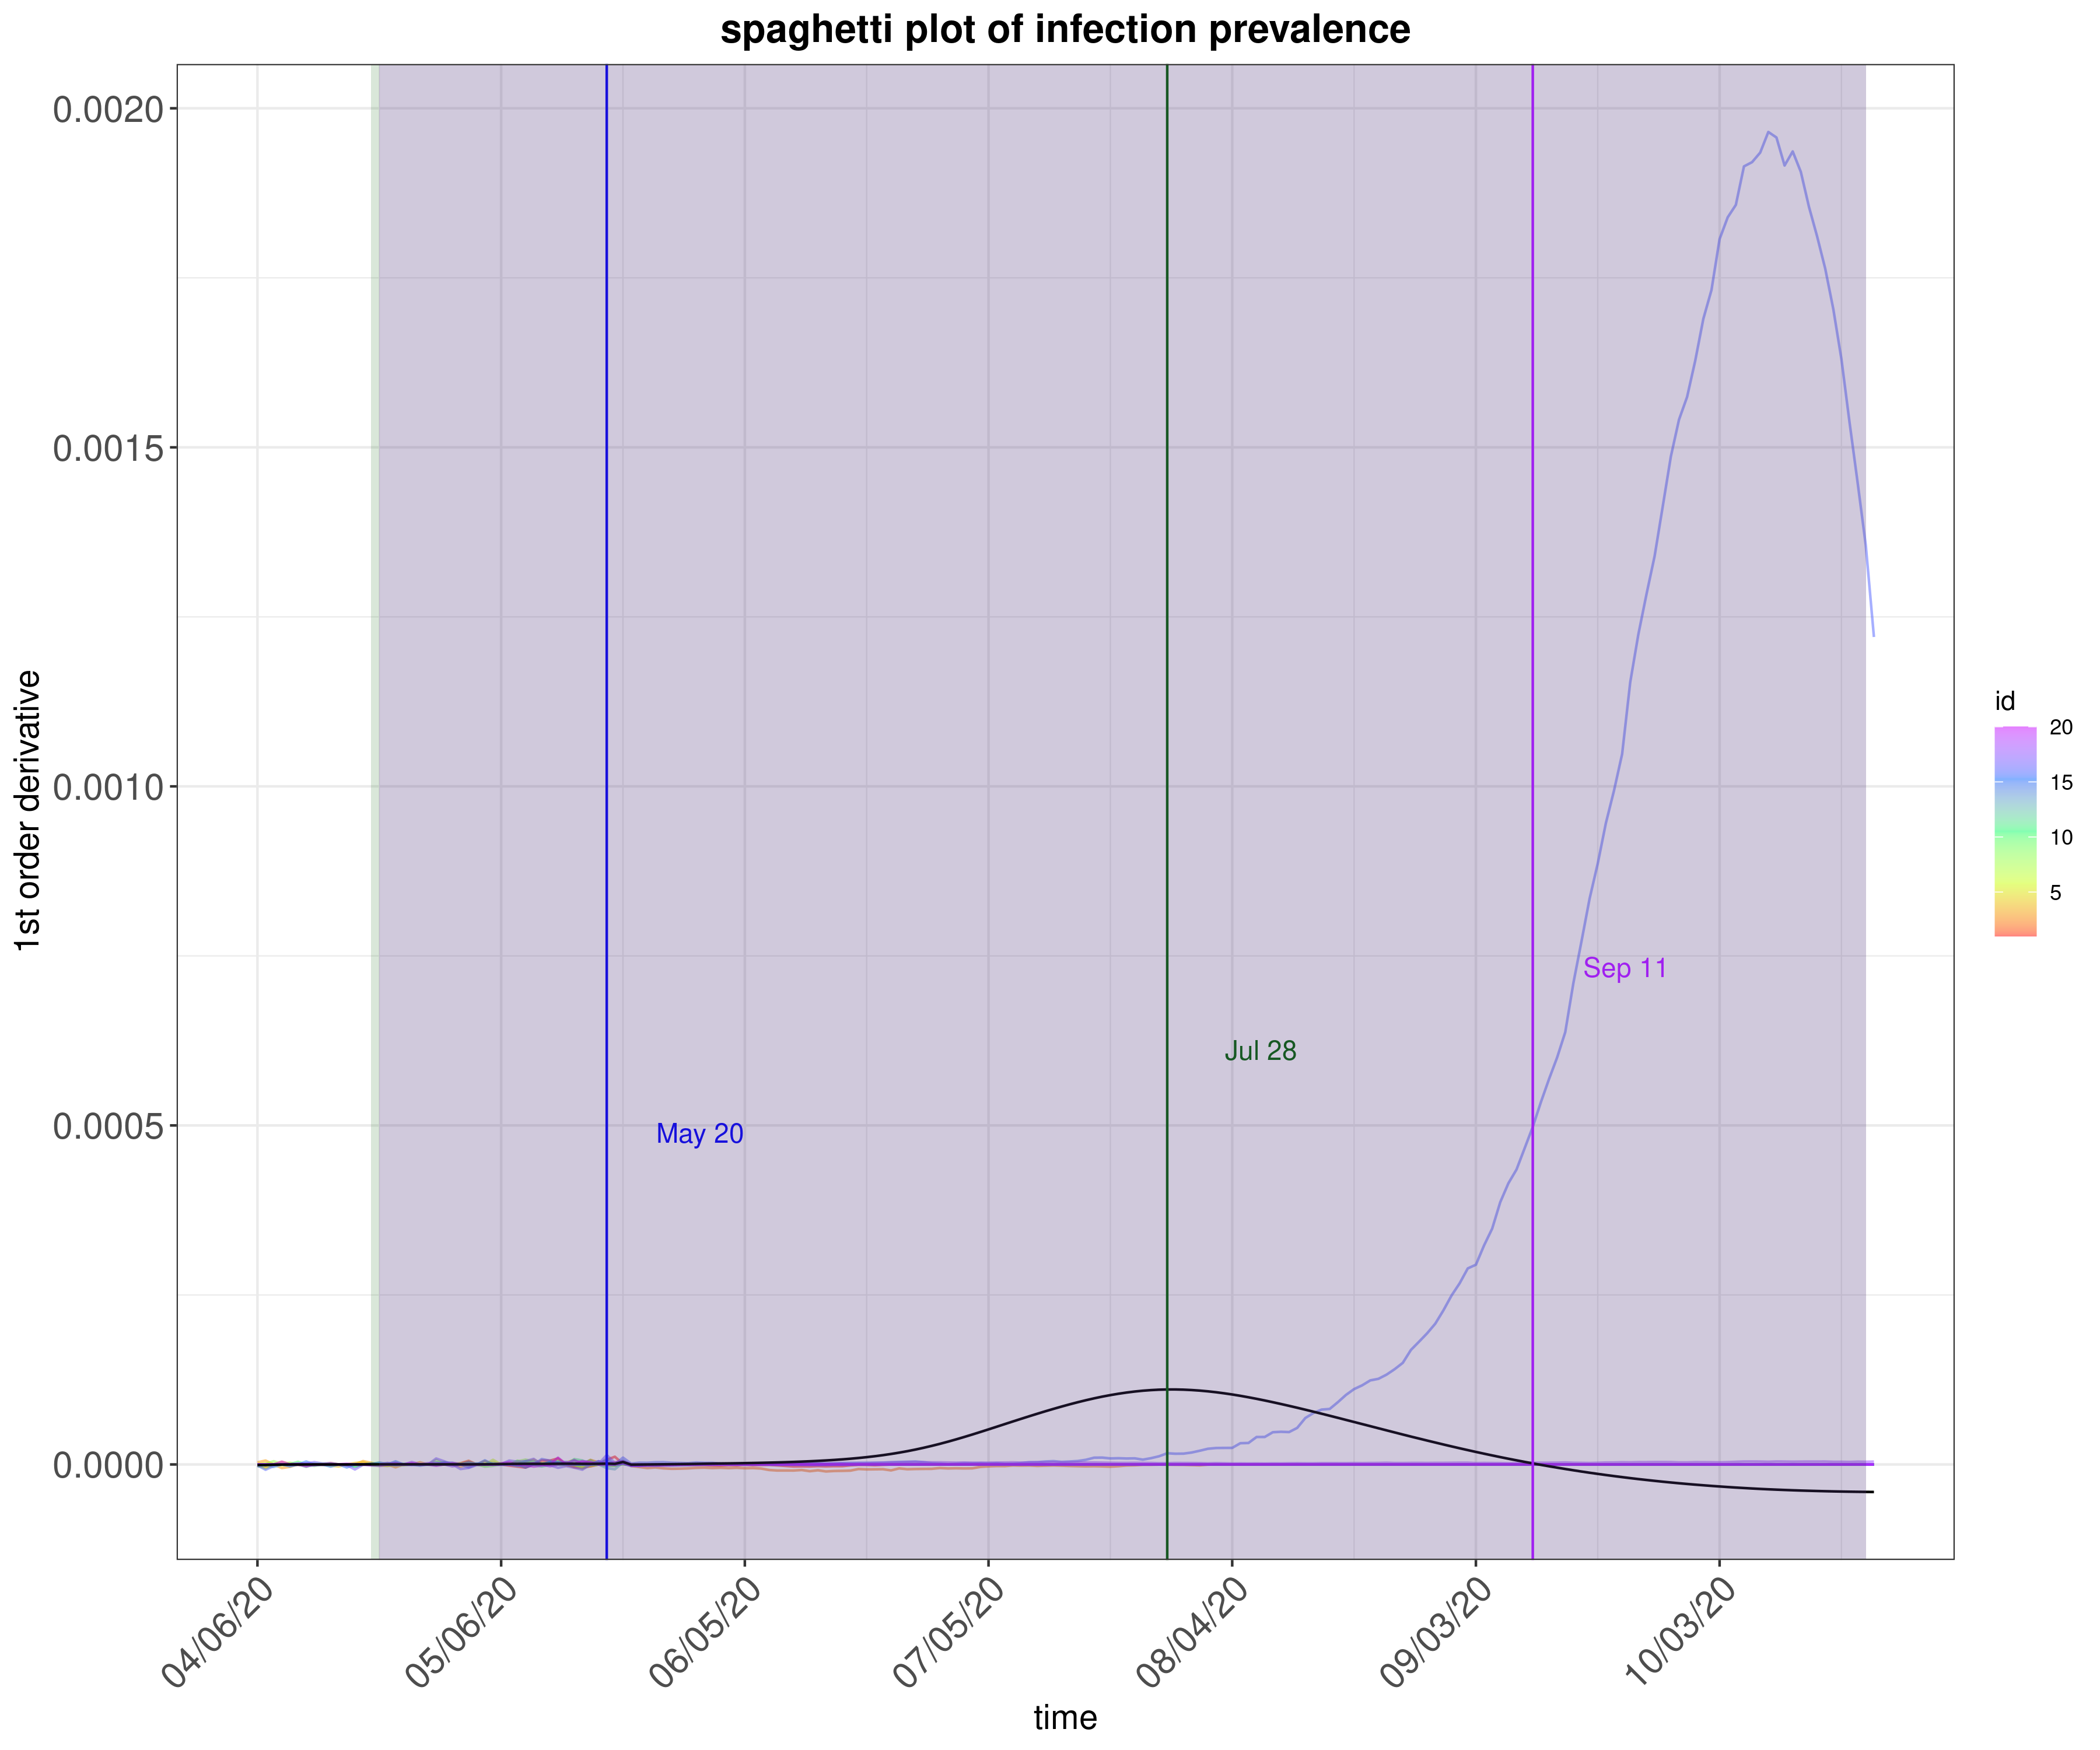 spaghetti plot of infection prevalence
1st order derivative
0.0020
0.0015
0.0010
0.0005
0.0000
Sep 11
Jul 28
May 20
id
20
15
10
5
04/06/20
05/06/20
06/05/20
07/05/20
08/04/20
09/03/20
10/03/20
time